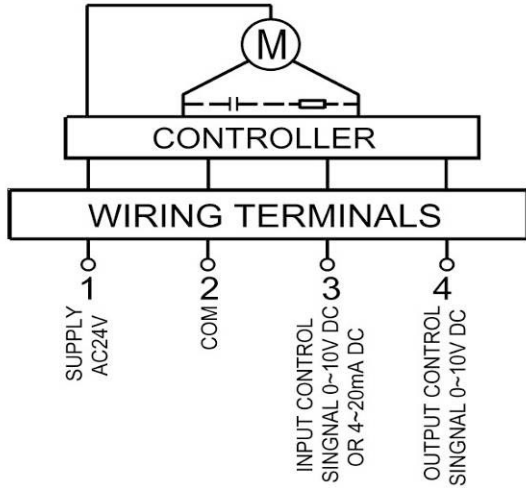 M
CONTROLLER
WIRING TERMINALS
1
2
3
4
SUPPLY
AC24V
COM
INPUT CONTROL
SINGNAL 0~10V DC
OR 4~20mA DC
OUTPUT CONTROL
SINGNAL 0~10V DC